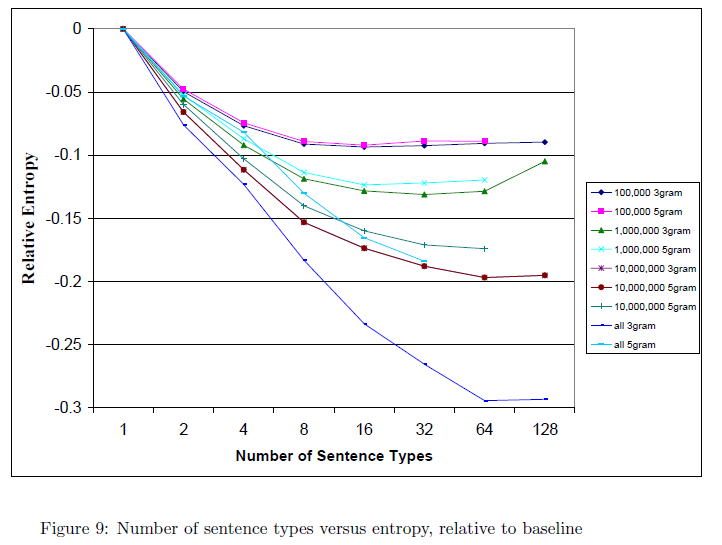 0
-0.05
-0.1
-0.15
-0.2
-0.25
-0.3
Relative Entropy
1 2 4 8 16 32 64 128
Number of Sentence Types
100,000 3gram
100,000 5gram
1,000,000 3gram
1,000,000 5gram
10,000,000 3gram
10,000,000 5gram
10,000,000 5gram
all 3gram
all 5gram
Figure 9: Number of sentence types versus entropy, relative to baseline